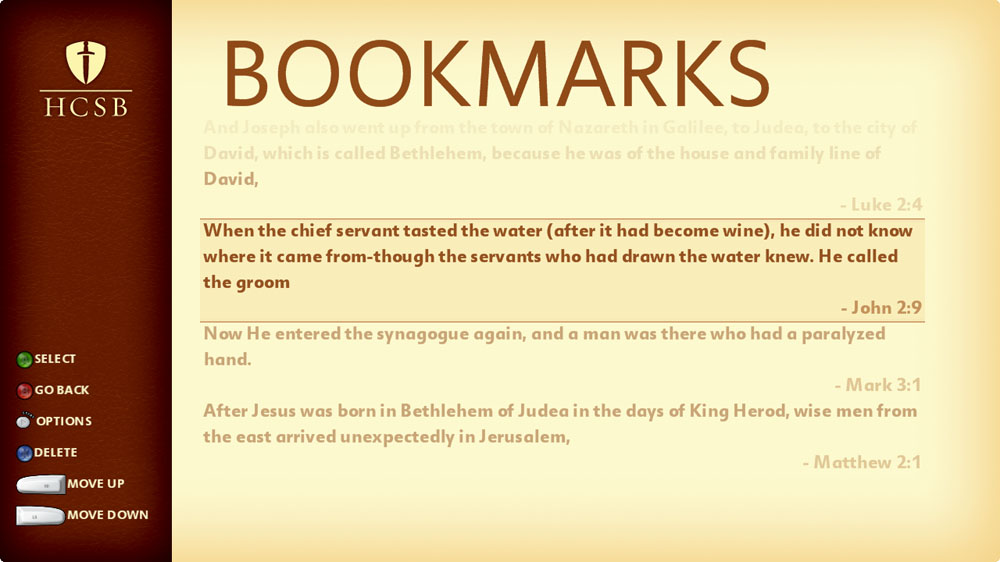 HCSB
SELECT
GO BACK
OPTIONS
DELETE
MOVE UP
MOVE DOWN
BOOKMARKS
And Joseph also went up from the town of Nazareth in Galilee, to Judea, to the city of
David, which is called Bethlehem, because he was of the house and family line of
David,
- Luke 2:4
When the chief servant tasted the water (after it had become wine), he did not know
where it came from-though the servants who had drawn the water knew. He called
the groom
- John 2:9
Now He entered the synagogue again, and a man was there who had a paralyzed
hand.
- Mark 3:1
After Jesus was born in Bethlehem of Judea in the days of King Herod, wise men from
the east arrived unexpectedly in Jerusalem,
- Matthew 2:1